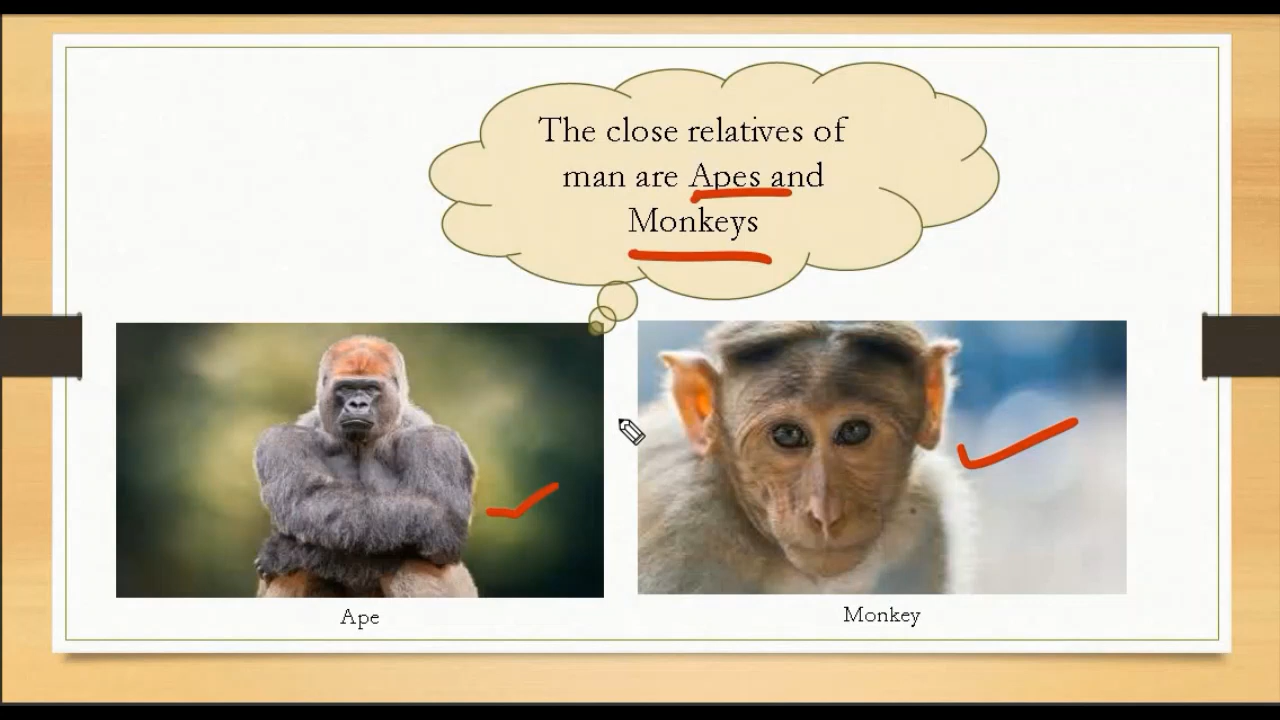 The close relatives of
man are Apes and
Monkeys
Ape
Monkey